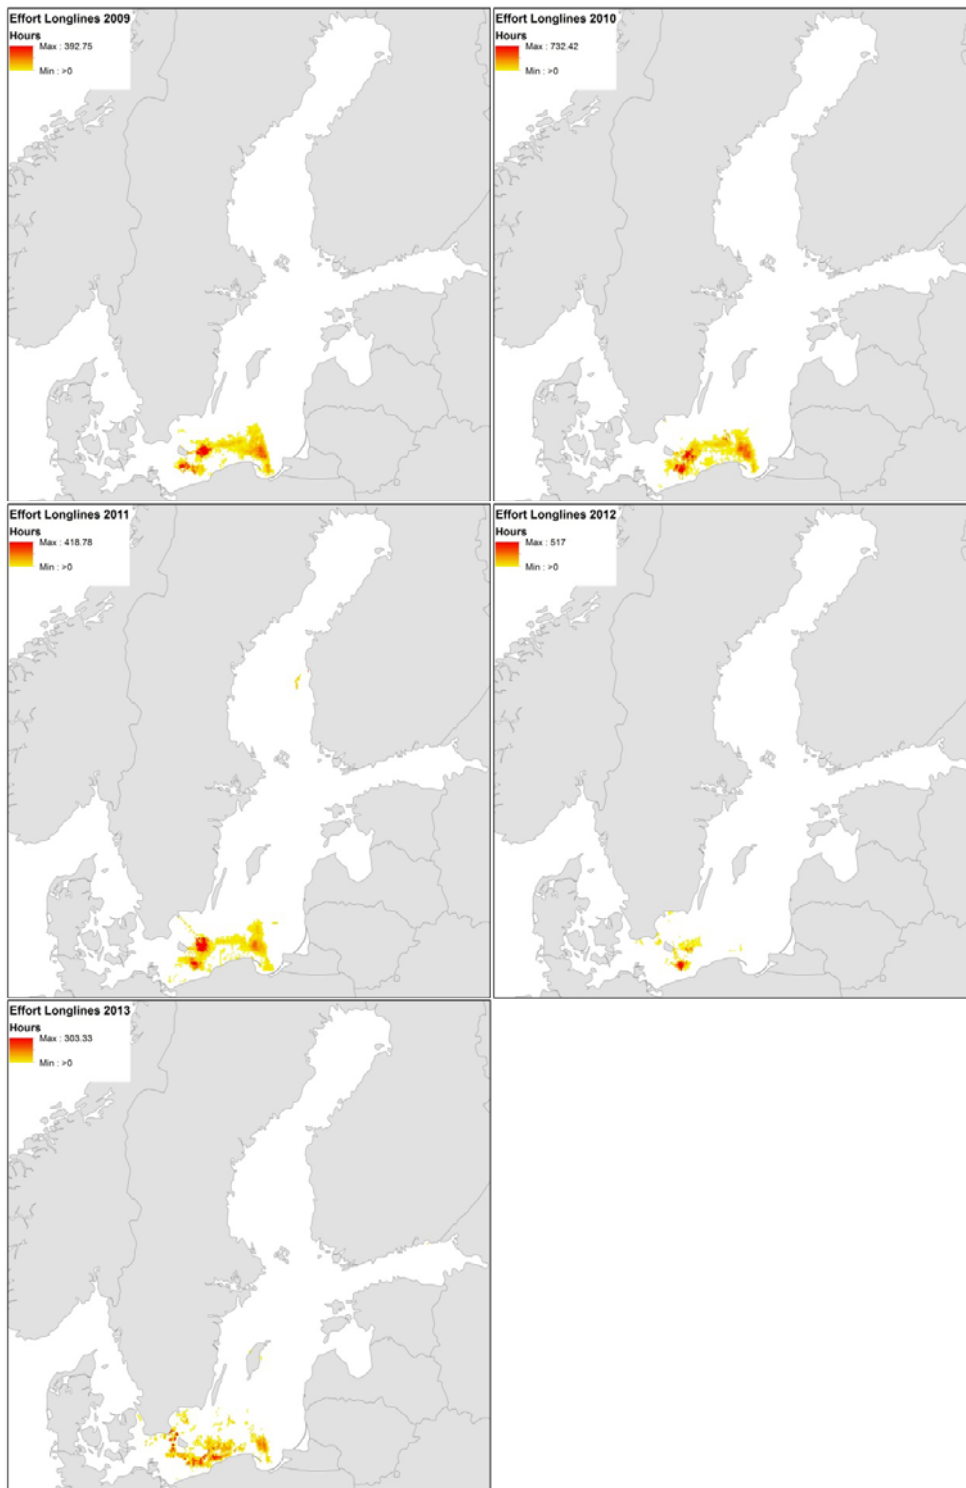 Effort Longlines 2009
Hours
Max : 392.75
Min : >0
Effort Longlines 2010
Hours
Max : 732.42
Min : >0
Effort Longlines 2011
Hours
Max : 418.78
Min : >0
Effort Longlines 2012
Hours
Max : 517
Min : >0
Effort Longlines 2013
Hours
Max : 303.33
Min : >0